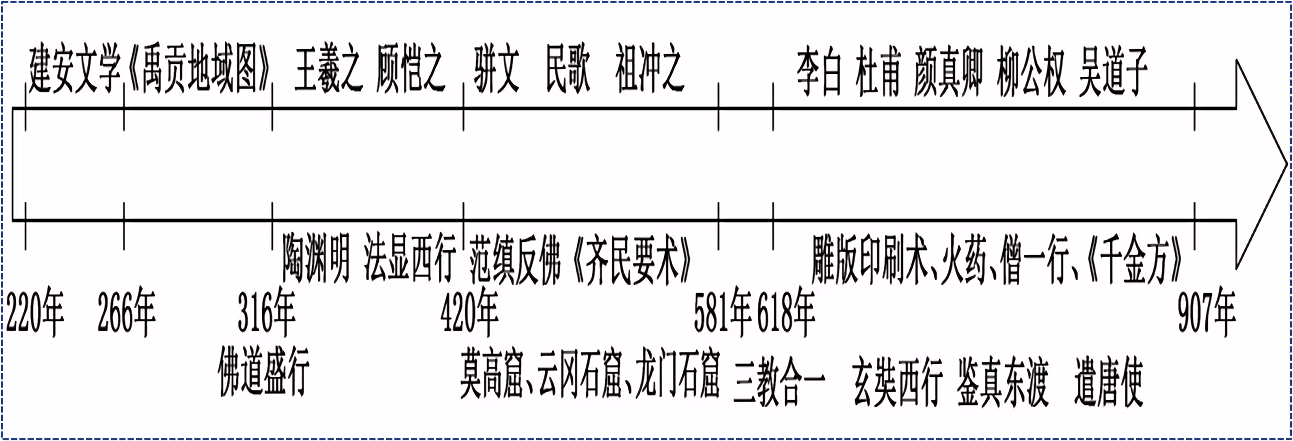 建安文学《禹贡地域图》 王羲之 顾恺之 骈文 民歌 祖冲之 李白 杜甫 颜真卿 柳公权 吴道子
陶渊明 法显西行 范缜反佛《齐民要术》 雕版印刷术、火药、僧一行、《千金方》
220年 266年 316年 420年 581年 618年 907年
佛道盛行 莫高窟、云冈石窟、龙门石窟 三教合一 玄奘西行 鉴真东渡 遣唐使